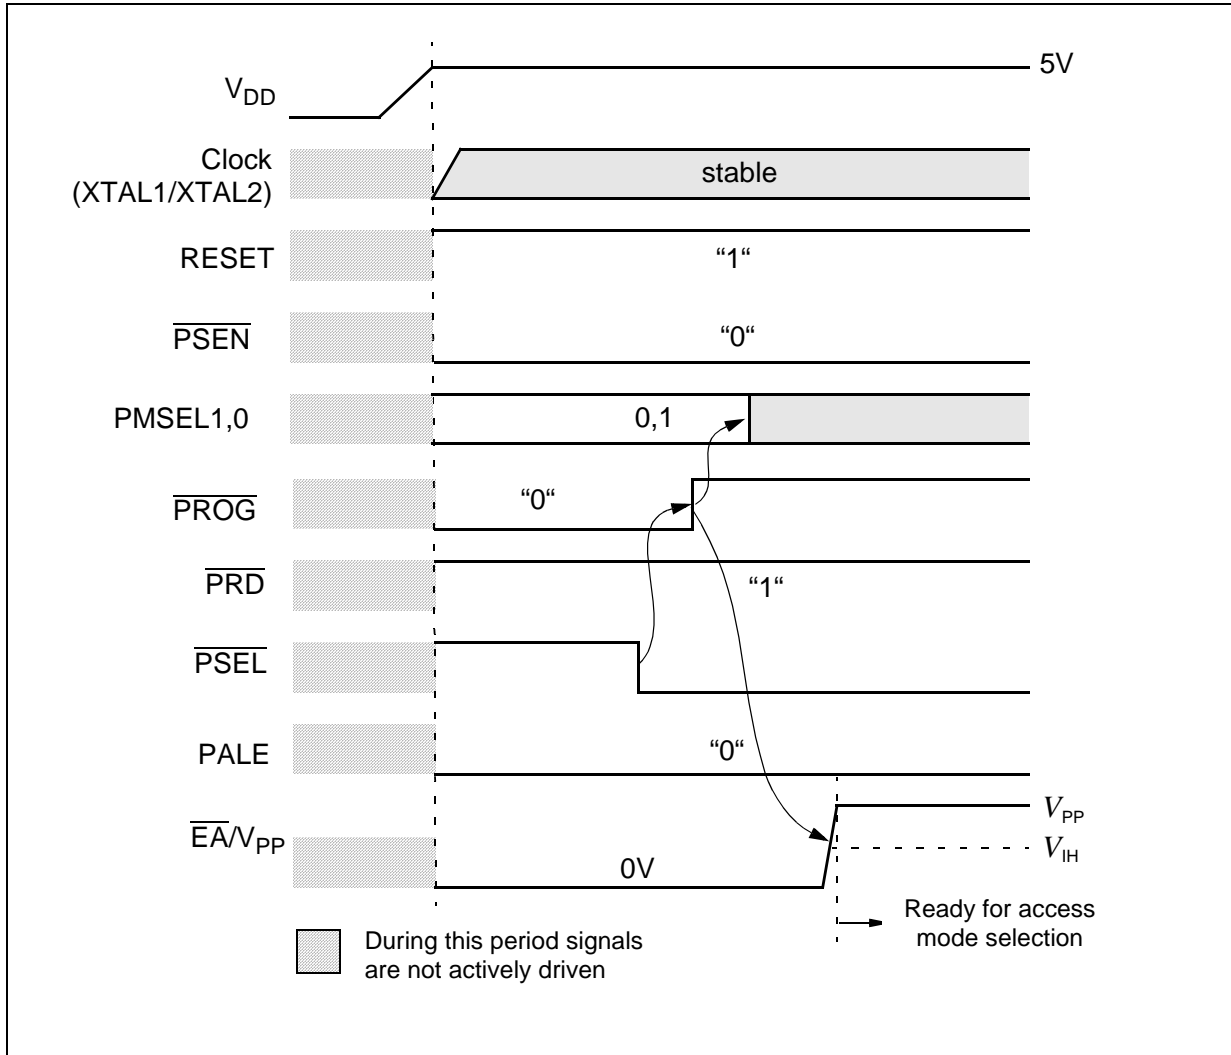 5V
VDD
Clock
(XTAL1/XTAL2)
stable
RESET
“1“
PSEN
“0“
PMSEL1,0
0,1
PROG
“0“
PRD
“1“
PSEL
PALE
“0“
EA/VPP
0V
VPP
VIH
Ready for access
mode selection
During this period signals
are not actively driven